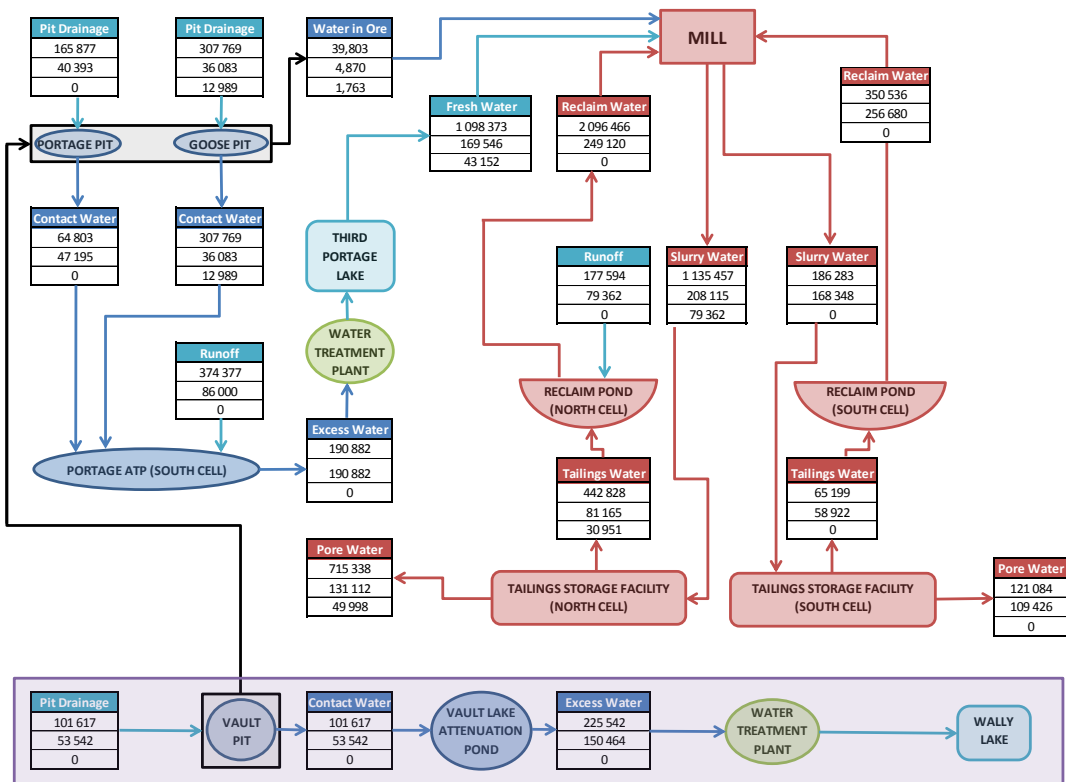 Pit Drainage
165 877
40 393
0
Pit Drainage
307 769
36 083
12 989
Water in Ore
39,803
4,870
1,763
MILL
Reclaim Water
350 536
256 680
0
Fresh Water
1 098 373
169 546
43 152
Reclaim Water
2 096 466
249 120
0
PORTAGE PIT
GOOSE PIT
Contact Water
64 803
47 195
0
Contact Water
307 769
36 083
12 989
THIRD
PORTAGE
LAKE
Runoff
177 594
79 362
0
Slurry Water
1 135 457
208 115
79 362
Slurry Water
186 283
168 348
0
WATER
TREATMENT
PLANT
Runoff
374 377
86 000
0
RECLAIM POND
(NORTH CELL)
RECLAIM POND
(SOUTH CELL)
Excess Water
190 882
190 882
0
PORTAGE ATP (SOUTH CELL)
Tailings Water
442 828
81 165
30 951
Tailings Water
65 199
58 922
0
Pore Water
715 338
131 112
49 998
TAILINGS STORAGE FACILITY
(NORTH CELL)
TAILINGS STORAGE FACILITY
(SOUTH CELL)
Pore Water
121 084
109 426
0
Pit Drainage
101 617
53 542
0
VAULT
PIT
Contact Water
101 617
53 542
0
VAULT LAKE
ATTENUATION
POND
Excess Water
225 542
150 464
0
WATER
TREATMENT
PLANT
WALLY
LAKE